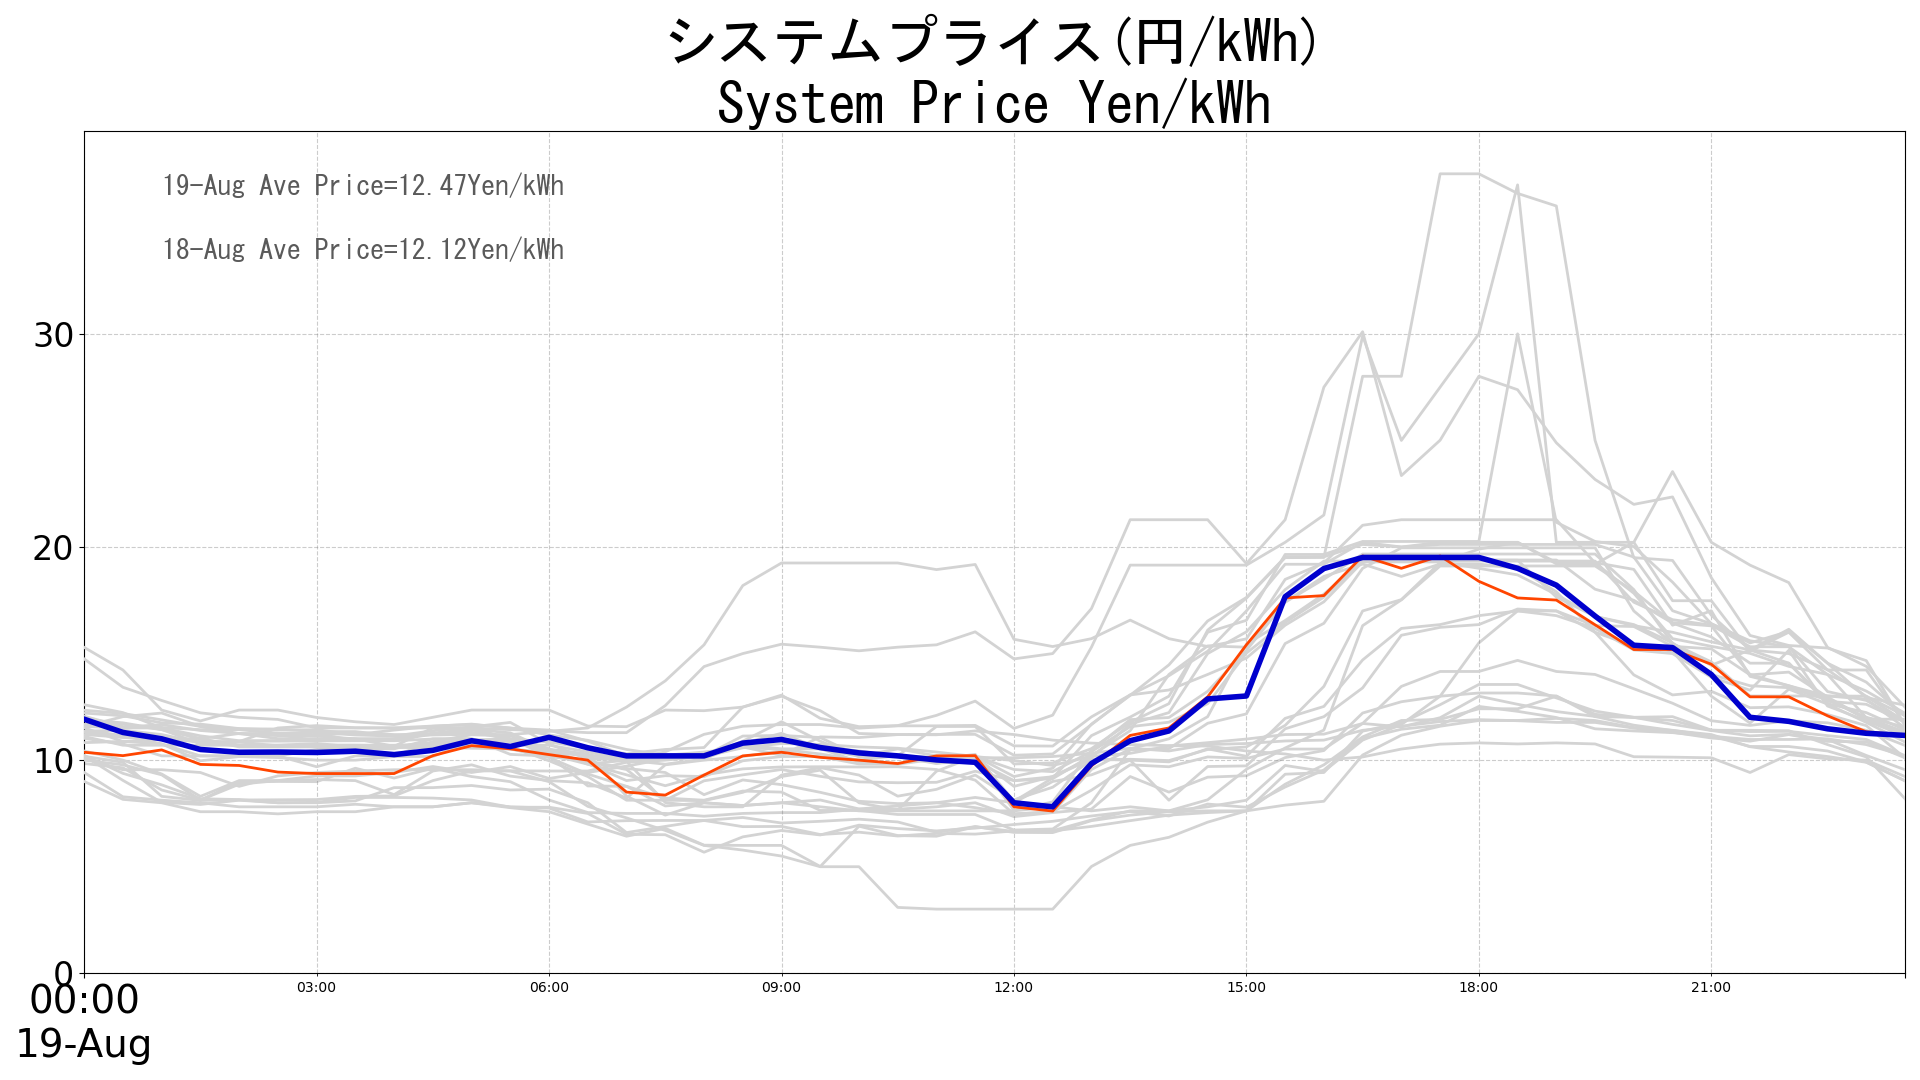 システムプライス(円/kWh)
System Price Yen/kWh
19-Aug Ave Price=12.47Yen/kWh
18-Aug Ave Price=12.12Yen/kWh
30
20
10
0
00:00 03:00 06:00 09:00 12:00 15:00 18:00 21:00
19-Aug